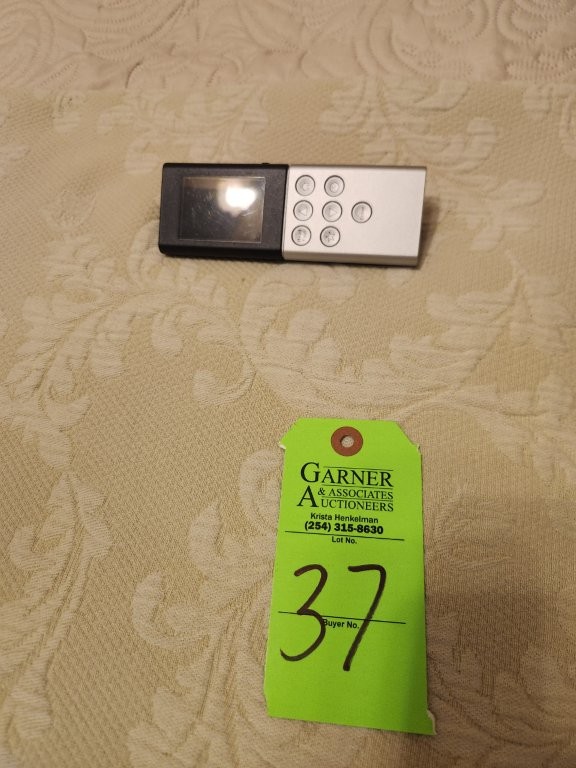 GARNER
& ASSOCIATES
AUCTIONEERS
Krista Henkelman
(254) 315-8630
Lot No.
37
Buyer No.